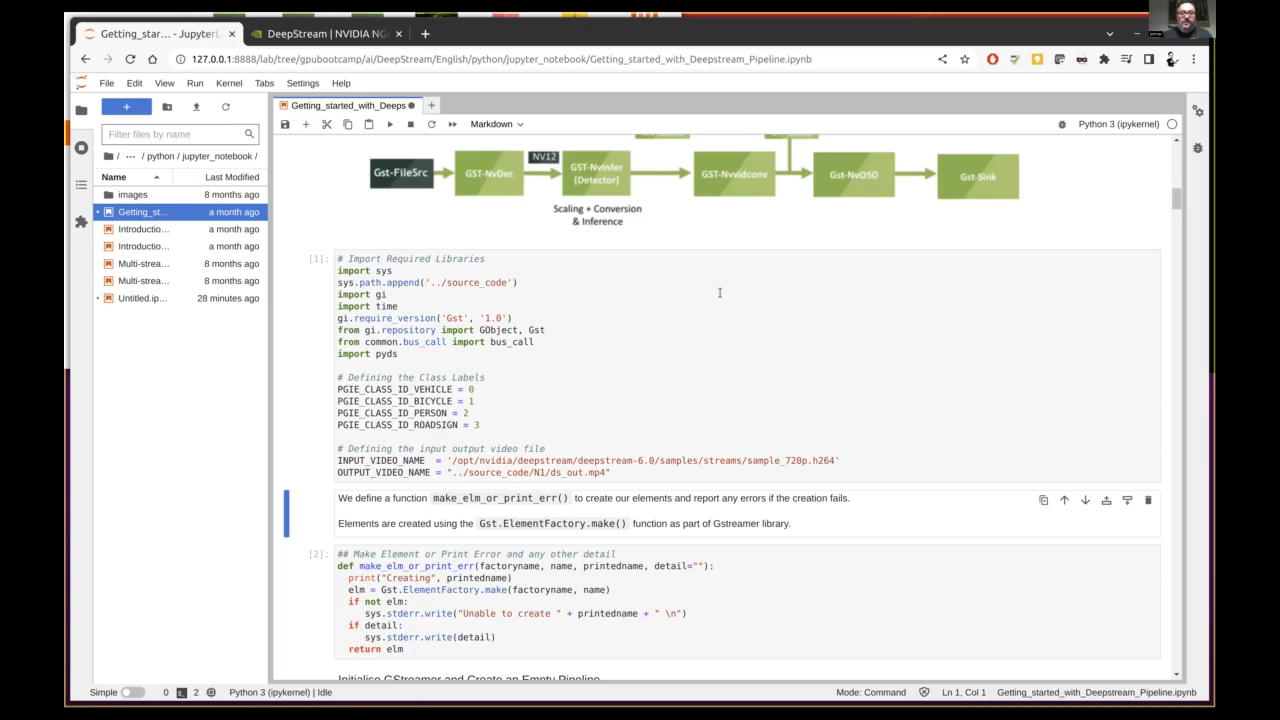 Getting_star... - JupyterL
DeepStream | NVIDIA NG
127.0.0.1:8888/lab/tree/gpubootcamp/ai/DeepStream/English/python/jupyter_notebook/Getting_started_with_Deepstream_Pipeline.ipynb
File Edit View Run Kernel Tabs Settings Help
Getting_started_with_Deeps
Markdown
Python 3 (ipykernel)
Filter files by name
/ ... / python / jupyter_notebook /
Name Last Modified
images 8 months ago
Getting_st... a month ago
Introductio... a month ago
Introductio... a month ago
Multi-strea... 8 months ago
Multi-strea... 8 months ago
Untitled.ip... 28 minutes ago
Gst-FileSrc
GST-NvDec
NV12
GST-NvInfer
(Detector)
GST-Nvvidconv
Gst-NvOSD
Gst-Sink
Scaling + Conversion
& Inference
[1]:
# Import Required Libraries
import sys
sys.path.append('../source_code')
import gi
import time
gi.require_version('Gst', '1.0')
from gi.repository import GObject, Gst
from common.bus_call import bus_call
import pyds
# Defining the Class Labels
PGIE_CLASS_ID_VEHICLE = 0
PGIE_CLASS_ID_BICYCLE = 1
PGIE_CLASS_ID_PERSON = 2
PGIE_CLASS_ID_ROADSIGN = 3
# Defining the input output video file
INPUT_VIDEO_NAME = '/opt/nvidia/deepstream/deepstream-6.0/samples/streams/sample_720p.h264'
OUTPUT_VIDEO_NAME = "../source_code/N1/ds_out.mp4"
We define a function make_elm_or_print_err() to create our elements and report any errors if the creation fails.
Elements are created using the Gst.ElementFactory.make() function as part of Gstreamer library.
[2]:
## Make Element or Print Error and any other detail
def make_elm_or_print_err(factoryname, name, printedname, detail=""):
print("Creating", printedname)
elm = Gst.ElementFactory.make(factoryname, name)
if not elm:
sys.stderr.write("Unable to create " + printedname + " \n")
if detail:
sys.stderr.write(detail)
return elm
Initialise GStreamer and Create an Empty Pipeline
Simple 0 2 Python 3 (ipykernel) | Idle
Mode: Command Ln 1, Col 1 Getting_started_with_Deepstream_Pipeline.ipynb